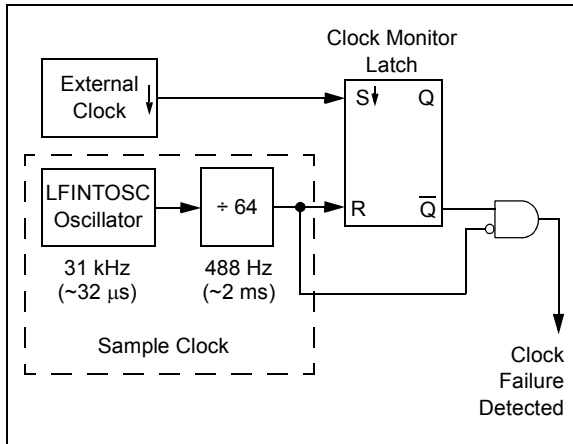 Clock Monitor
Latch
External
Clock
S
Q
LFINTOSC
Oscillator
÷ 64
R
Q̅
31 kHz
(~32 μs)
488 Hz
(~2 ms)
Sample Clock
Clock
Failure
Detected